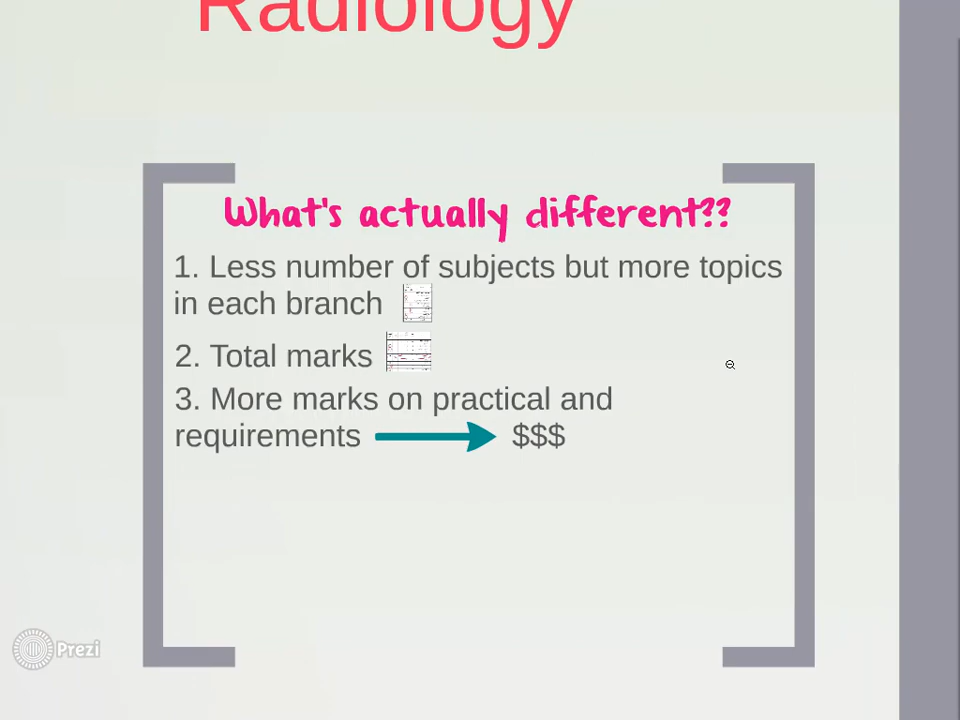 Radiology
What's actually different??
1. Less number of subjects but more topics
in each branch
2. Total marks
3. More marks on practical and
requirements $$$
Prezi